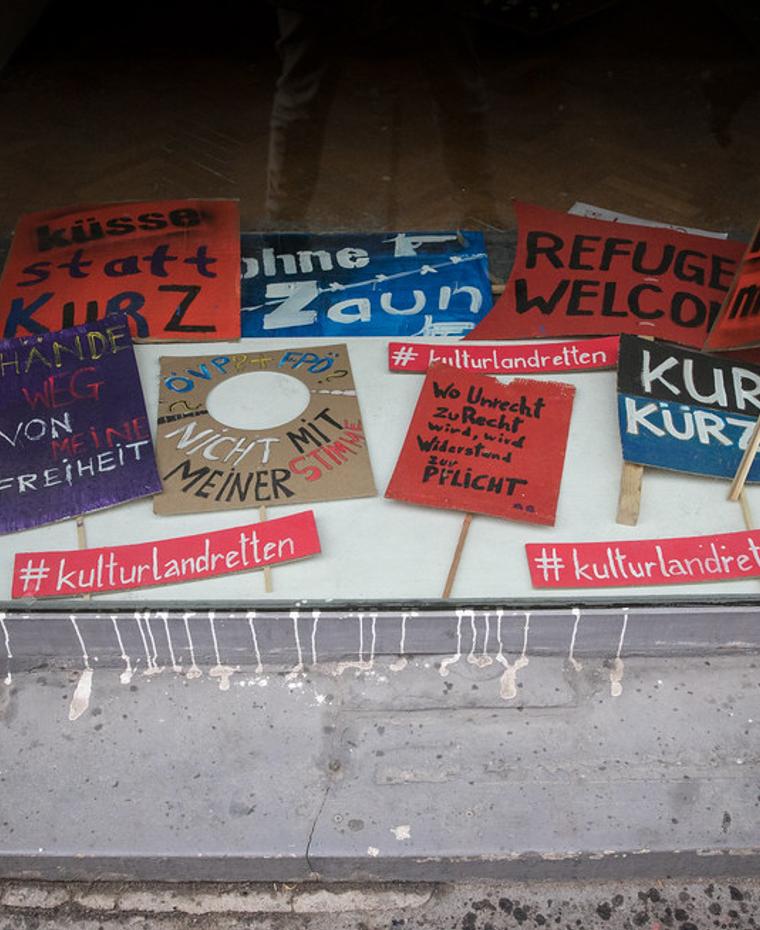 küsse
statt
KURZ
ohne
Zaun
REFUGE
WELCO
HÄNDE
WEG
VON MEINE
FREIHEIT
ÖVP + FPÖ
NICHT MIT
MEINER STIMME
# kulturlandretten
Wo Unrecht
zu Recht
wird, wird
Widerstand
zur
PFLICHT
KUR
KÜRZ
# kulturlandretten
# kulturlandret